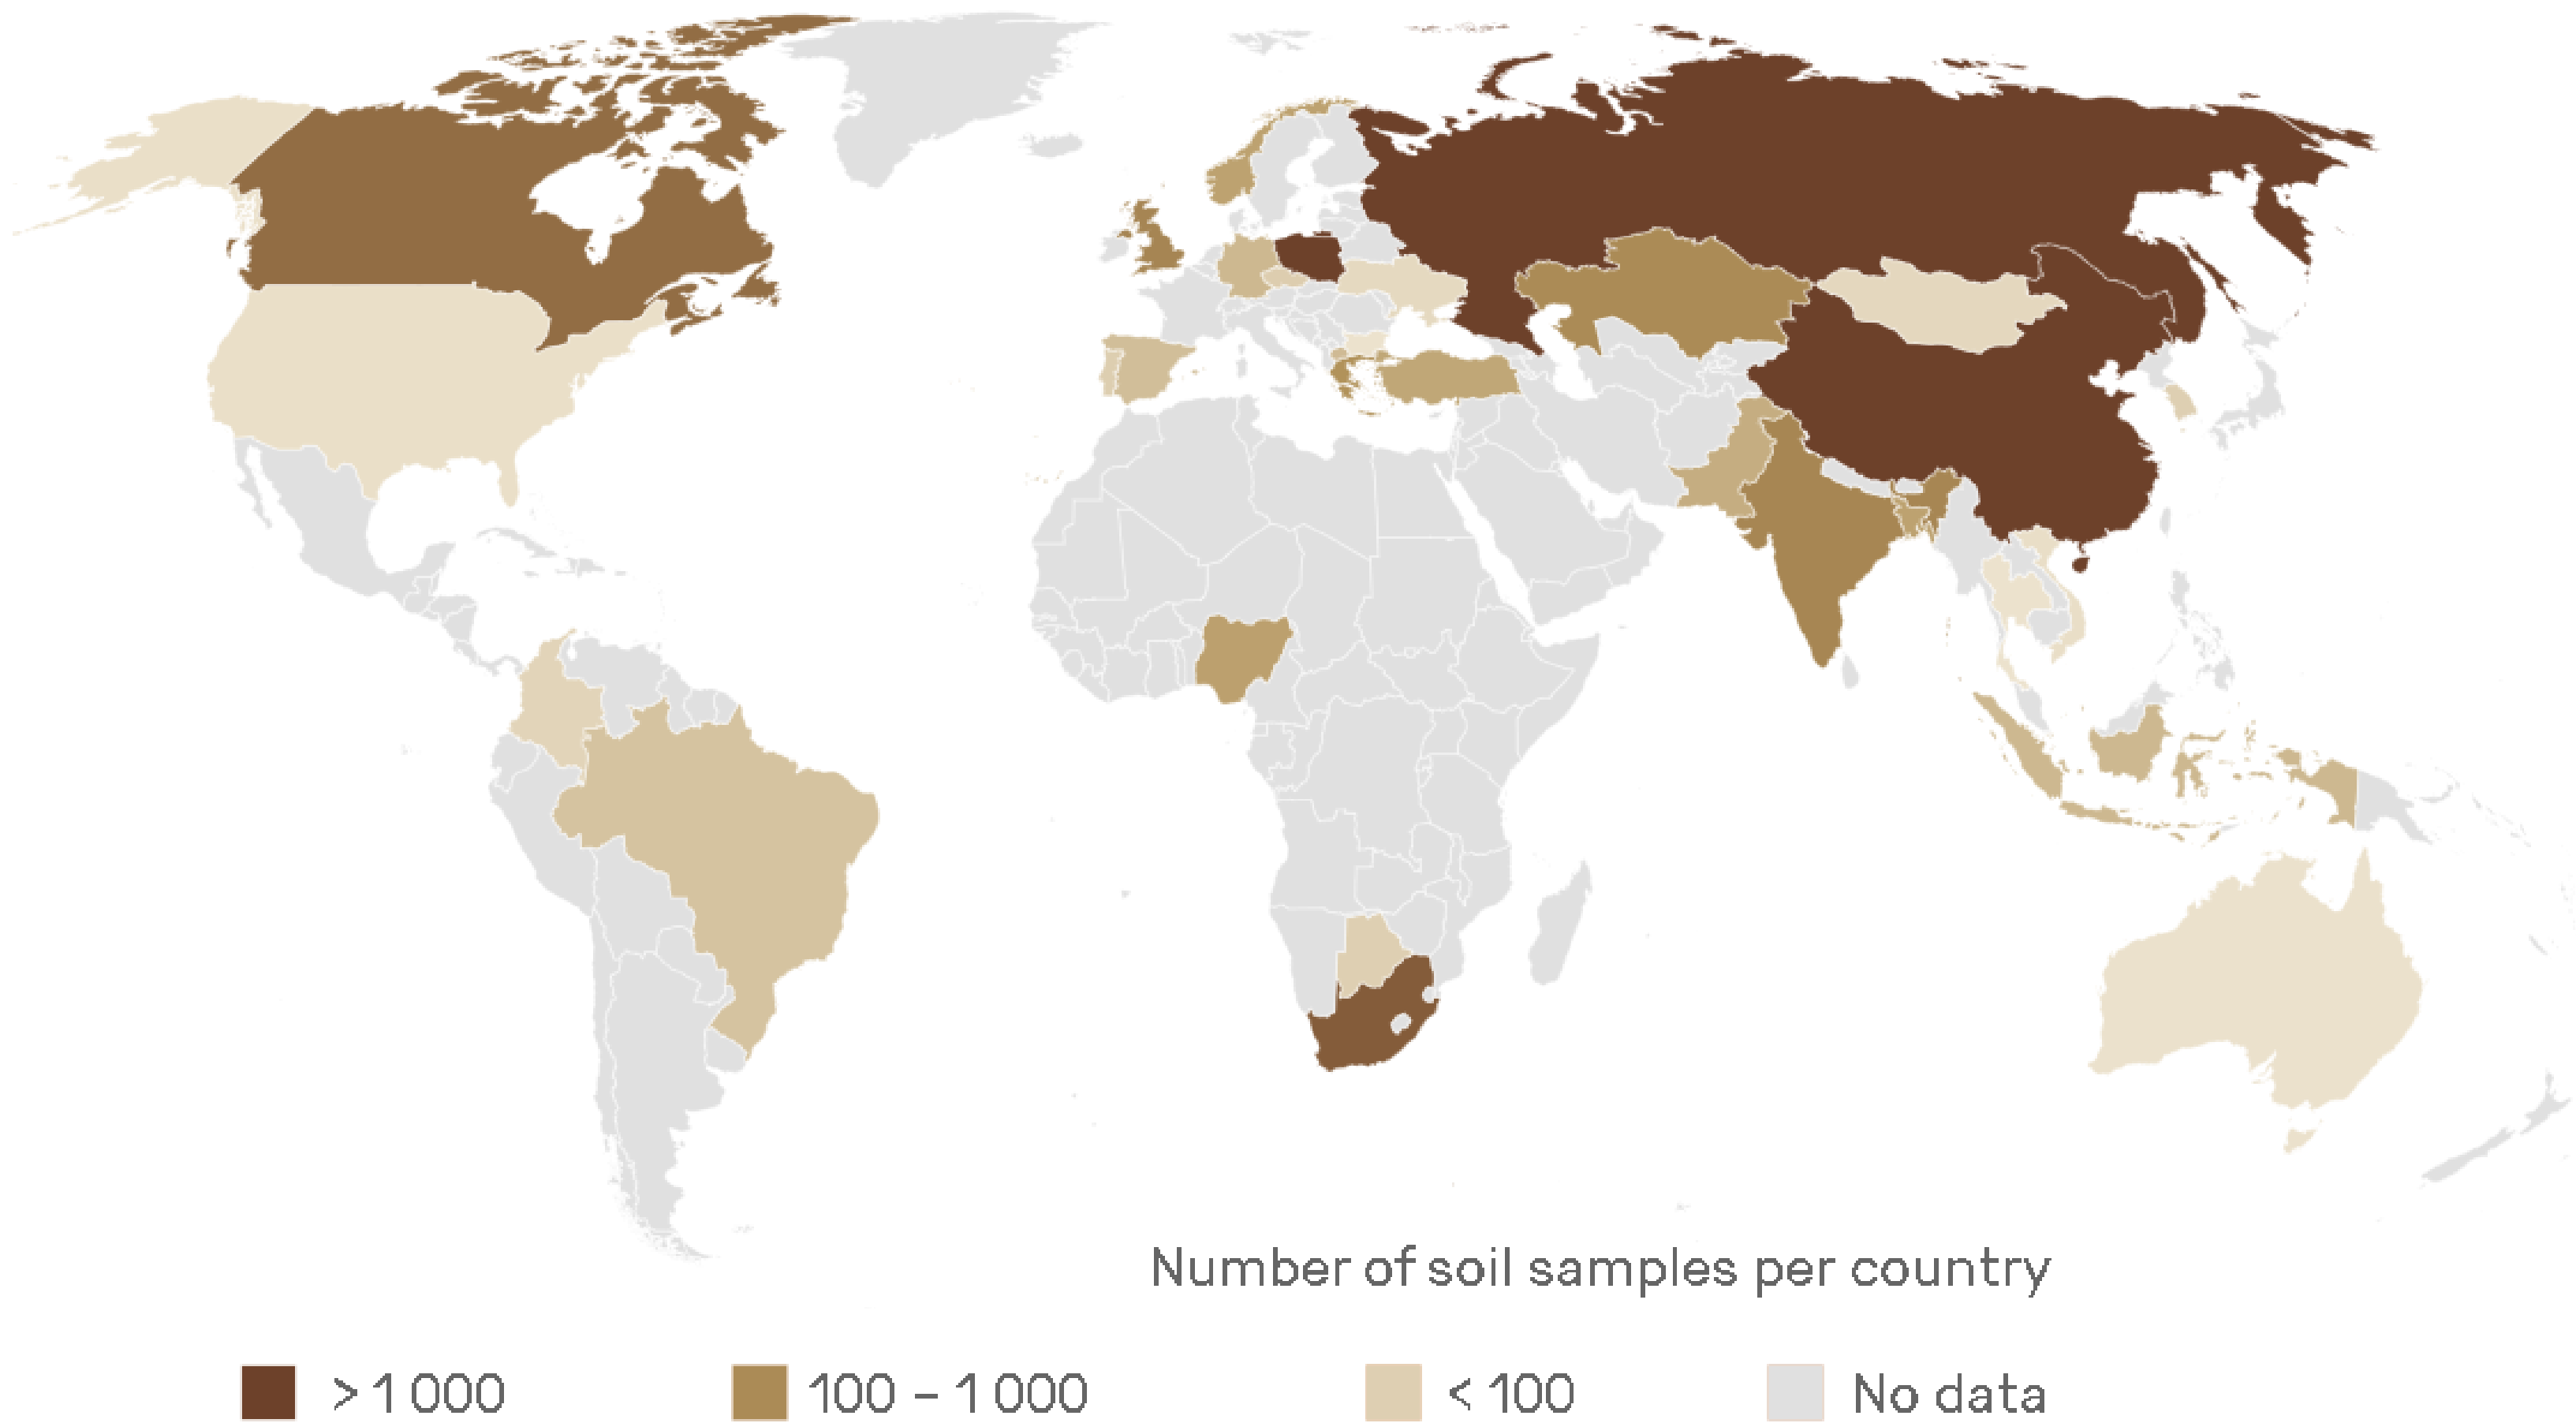 Number of soil samples per country
> 1 000
100 – 1 000
< 100
No data